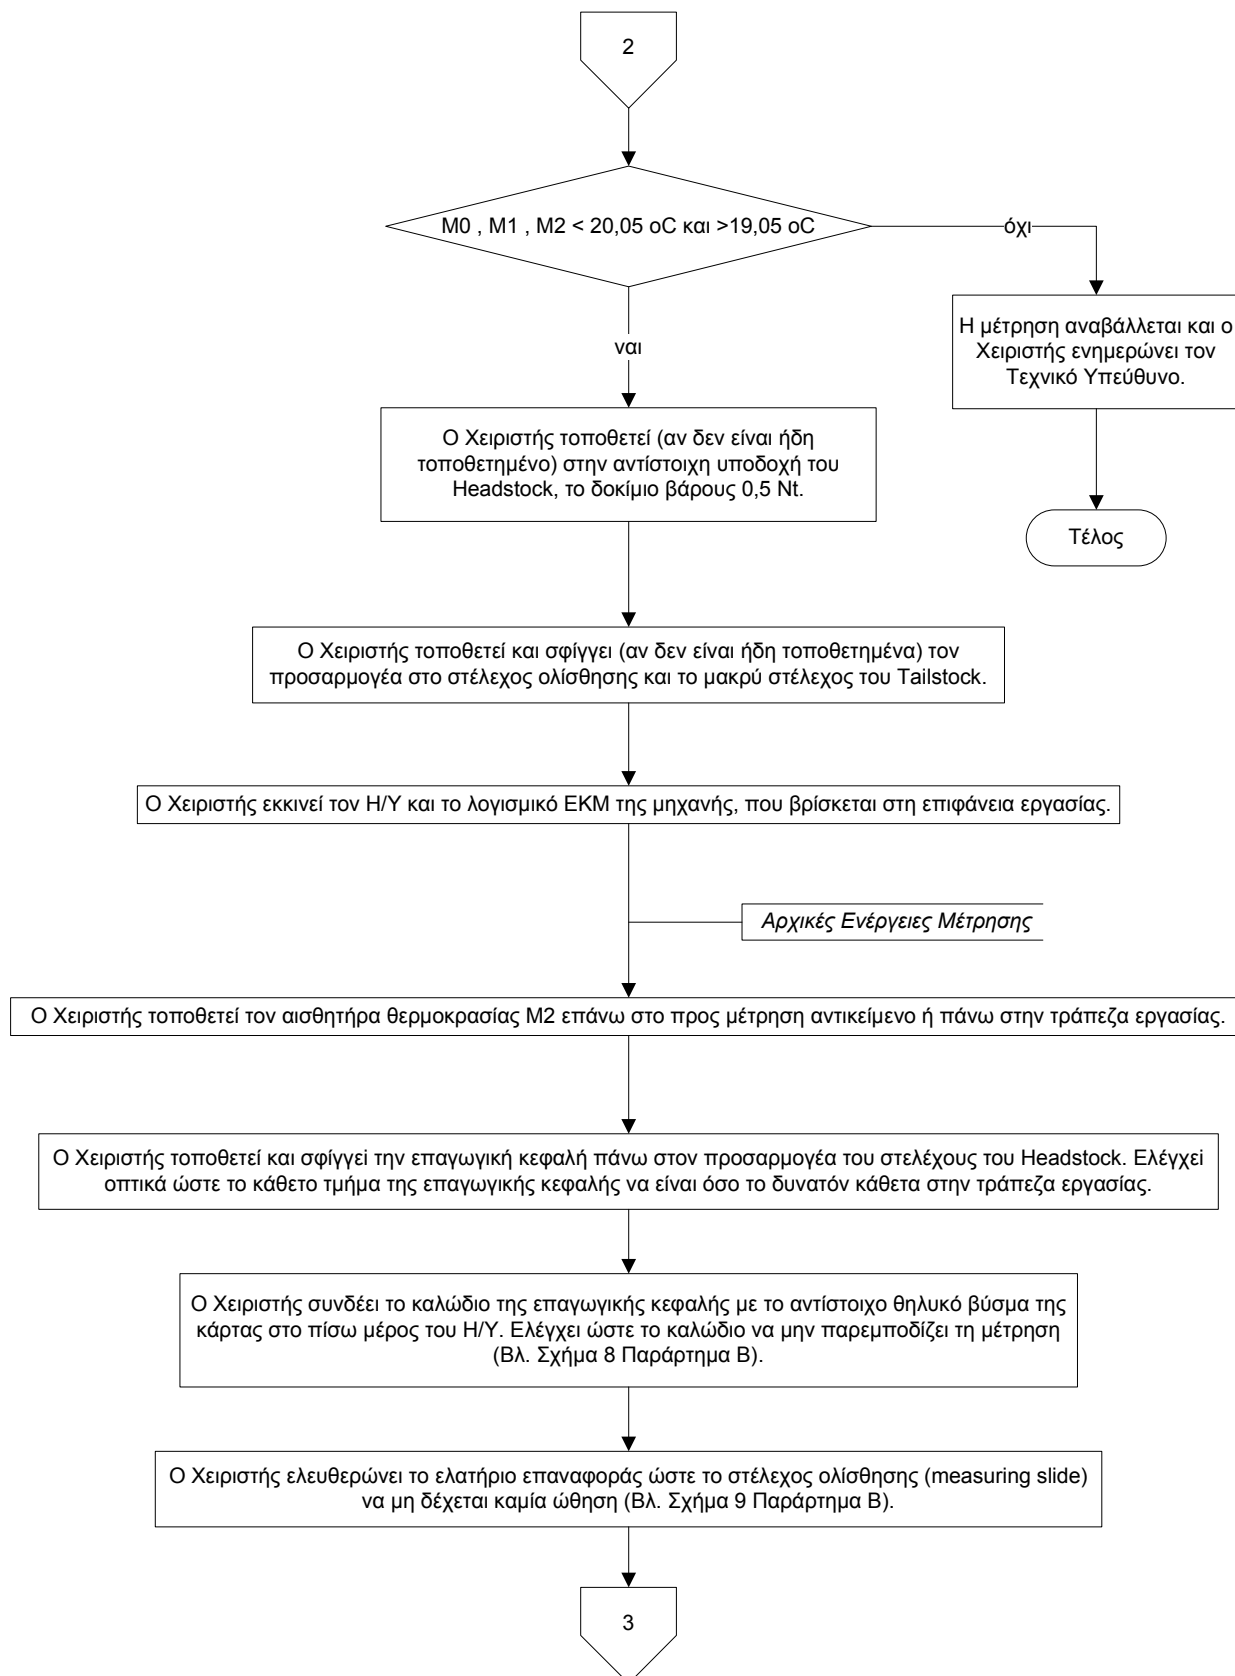 2
M0 , M1 , M2 < 20,05 oC και >19,05 oC
όχι
Η μέτρηση αναβάλλεται και ο
Χειριστής ενημερώνει τον
Τεχνικό Υπεύθυνο.
Τέλος
ναι
Ο Χειριστής τοποθετεί (αν δεν είναι ήδη
τοποθετημένο) στην αντίστοιχη υποδοχή του
Headstock, το δοκίμιο βάρους 0,5 Nt.
Ο Χειριστής τοποθετεί και σφίγγει (αν δεν είναι ήδη τοποθετημένα) τον
προσαρμογέα στο στέλεχος ολίσθησης και το μακρύ στέλεχος του Tailstock.
Ο Χειριστής εκκινεί τον Η/Υ και το λογισμικό ΕΚΜ της μηχανής, που βρίσκεται στη επιφάνεια εργασίας.
Αρχικές Ενέργειες Μέτρησης
Ο Χειριστής τοποθετεί τον αισθητήρα θερμοκρασίας Μ2 επάνω στο προς μέτρηση αντικείμενο ή πάνω στην τράπεζα εργασίας.
Ο Χειριστής τοποθετεί και σφίγγεi την επαγωγική κεφαλή πάνω στον προσαρμογέα του στελέχους του Headstock. Ελέγχεi
οπτικά ώστε το κάθετο τμήμα της επαγωγικής κεφαλής να είναι όσο το δυνατόν κάθετα στην τράπεζα εργασίας.
Ο Χειριστής συνδέει το καλώδιο της επαγωγικής κεφαλής με το αντίστοιχο θηλυκό βύσμα της
κάρτας στο πίσω μέρος του Η/Υ. Ελέγχει ώστε το καλώδιο να μην παρεμποδίζει τη μέτρηση
(Βλ. Σχήμα 8 Παράρτημα Β).
Ο Χειριστής ελευθερώνει το ελατήριο επαναφοράς ώστε το στέλεχος ολίσθησης (measuring slide)
να μη δέχεται καμία ώθηση (Βλ. Σχήμα 9 Παράρτημα Β).
3